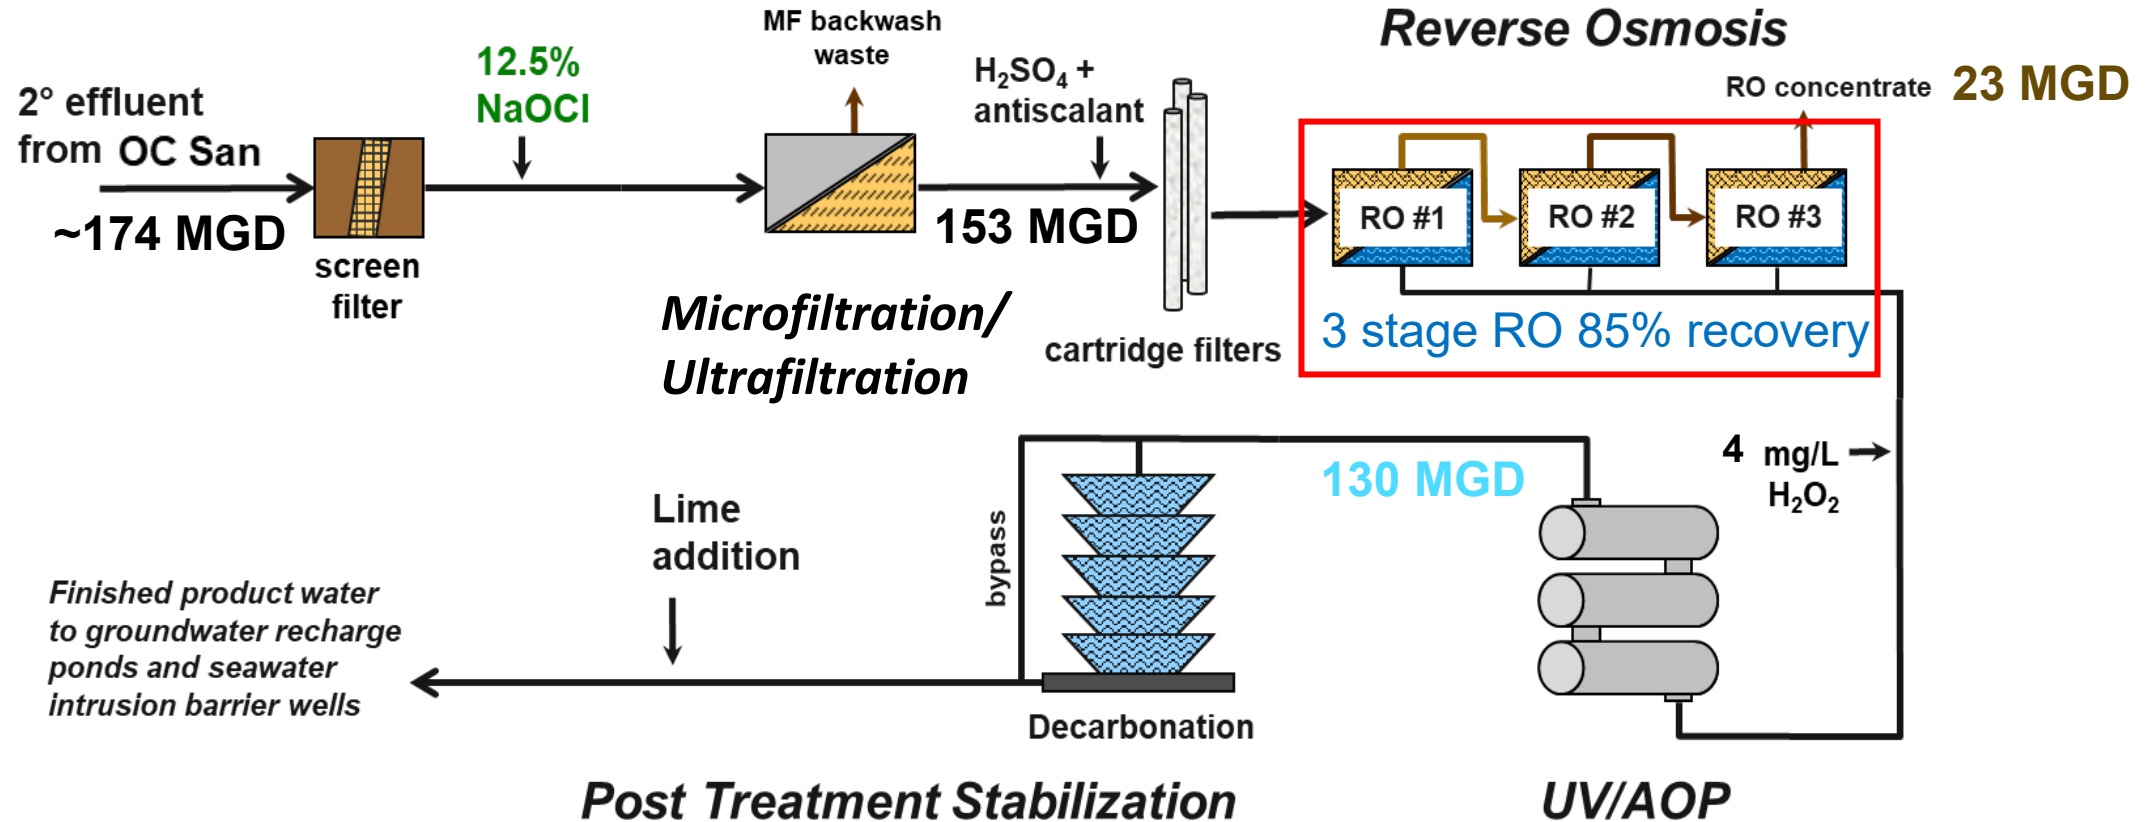 MF backwash
waste
Reverse Osmosis
12.5%
NaOCl
H₂SO₄ +
antiscalant
RO concentrate 23 MGD
2° effluent
from OC San
~174 MGD
screen
filter
153 MGD
RO #1
RO #2
RO #3
Microfiltration/
Ultrafiltration
cartridge filters
3 stage RO 85% recovery
4 mg/L
H₂O₂
130 MGD
bypass
Lime
addition
Finished product water
to groundwater recharge
ponds and seawater
intrusion barrier wells
Decarbonation
Post Treatment Stabilization
UV/AOP